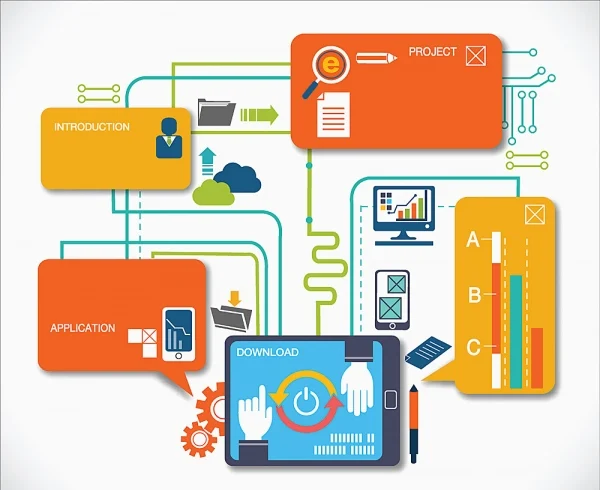 PROJECT
e
INTRODUCTION
A
B
C
APPLICATION
DOWNLOAD